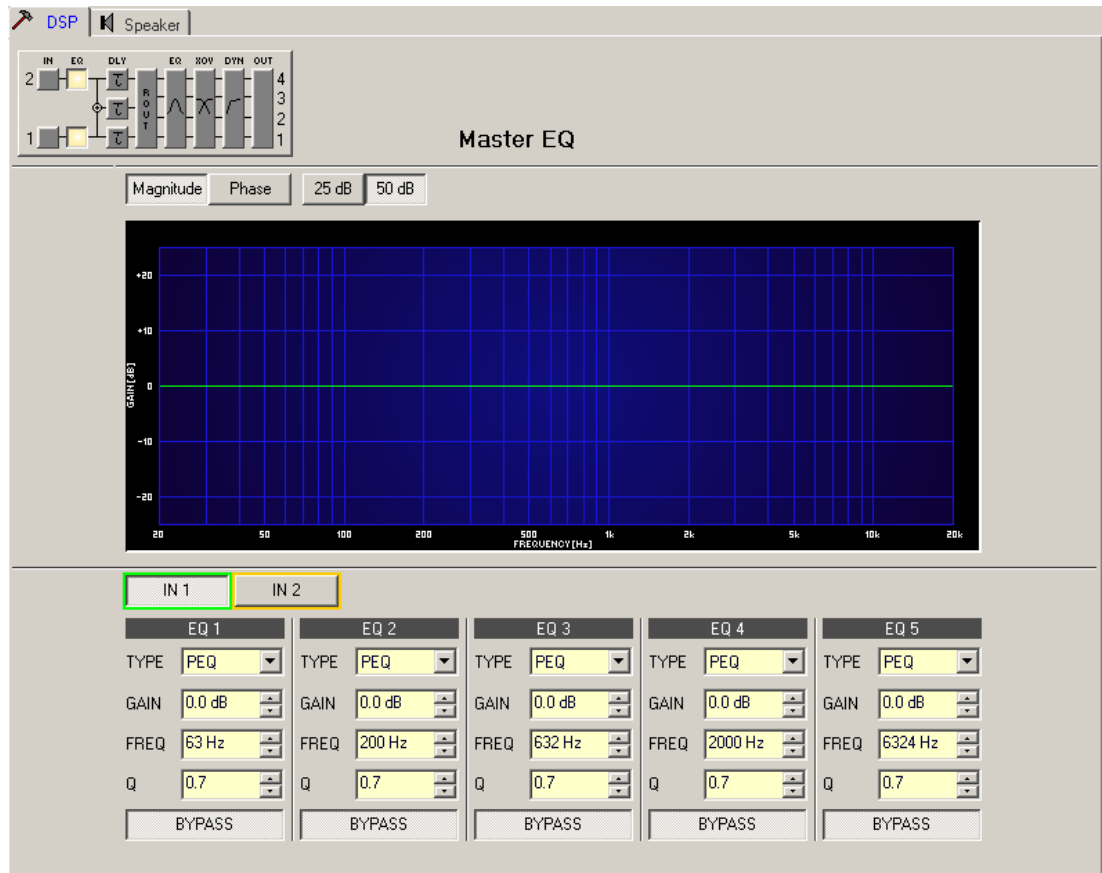 DSP Speaker
IN EQ DLY EQ XOV DYN OUT
2 τ 4
τ ROUT 3
2
1 τ 1
Master EQ
Magnitude Phase 25 dB 50 dB
+20
+10
0
-10
-20
GAIN[dB]
20 50 100 200 500 1k 2k 5k 10k 20k
FREQUENCY[Hz]
IN 1 IN 2
EQ 1 EQ 2 EQ 3 EQ 4 EQ 5
TYPE PEQ TYPE PEQ TYPE PEQ TYPE PEQ TYPE PEQ
GAIN 0.0 dB GAIN 0.0 dB GAIN 0.0 dB GAIN 0.0 dB GAIN 0.0 dB
FREQ 63 Hz FREQ 200 Hz FREQ 632 Hz FREQ 2000 Hz FREQ 6324 Hz
Q 0.7 Q 0.7 Q 0.7 Q 0.7 Q 0.7
BYPASS BYPASS BYPASS BYPASS BYPASS